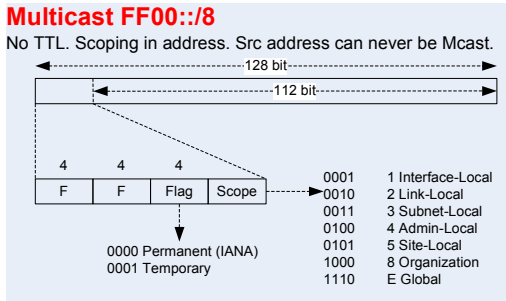 Multicast FF00::/8
No TTL. Scoping in address. Src address can never be Mcast.
128 bit
112 bit
4 4 4
F F Flag Scope
0000 Permanent (IANA)
0001 Temporary
0001 1 Interface-Local
0010 2 Link-Local
0011 3 Subnet-Local
0100 4 Admin-Local
0101 5 Site-Local
1000 8 Organization
1110 E Global